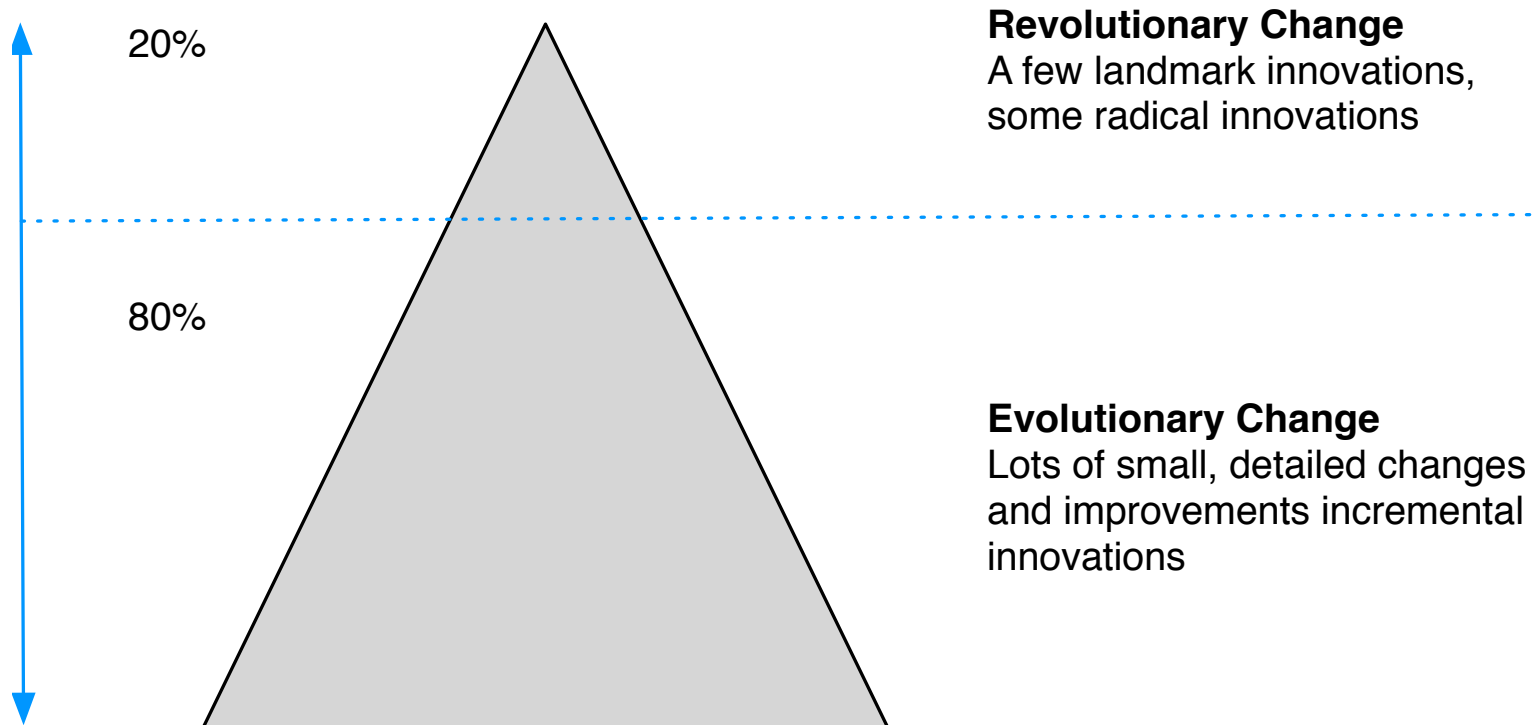 20%
Revolutionary Change
A few landmark innovations,
some radical innovations
80%
Evolutionary Change
Lots of small, detailed changes
and improvements incremental
innovations